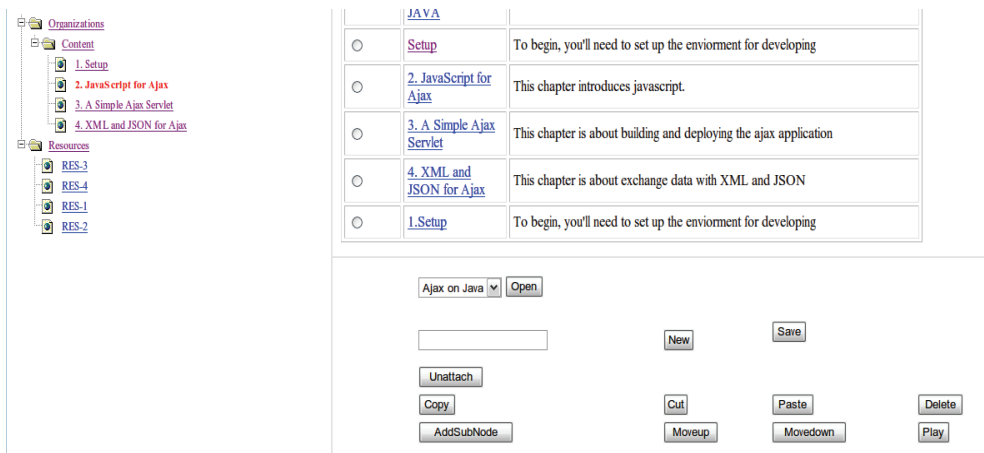 Organizations
Content
1. Setup
2. JavaScript for Ajax
3. A Simple Ajax Servlet
4. XML and JSON for Ajax
Resources
RES-3
RES-4
RES-1
RES-2
JAVA
Setup To begin, you'll need to set up the enviorment for developing
2. JavaScript for
Ajax
This chapter introduces javascript.
3. A Simple Ajax
Servlet
This chapter is about building and deploying the ajax application
4. XML and
JSON for Ajax
This chapter is about exchange data with XML and JSON
1.Setup To begin, you'll need to set up the enviorment for developing
Ajax on Java Open
New Save
Unattach
Copy Cut Paste Delete
AddSubNode Moveup Movedown Play